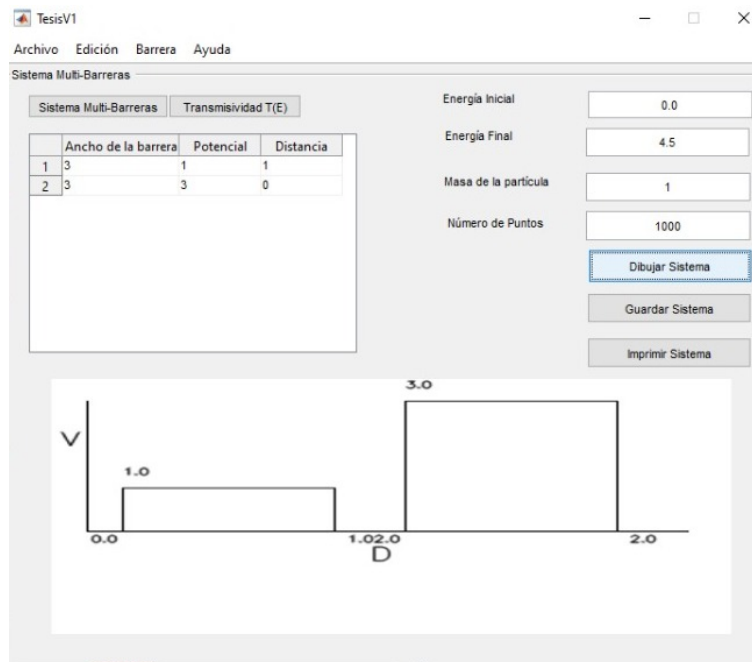 TesisV1
Archivo Edición Barrera Ayuda
Sistema Multi-Barreras
Sistema Multi-Barreras Transmisividad T(E)
Ancho de la barrera Potencial Distancia
1 3 1 1
2 3 3 0
Energía Inicial 0.0
Energía Final 4.5
Masa de la partícula 1
Número de Puntos 1000
Dibujar Sistema
Guardar Sistema
Imprimir Sistema
3.0
V
1.0
0.0 1.02.0 2.0
D